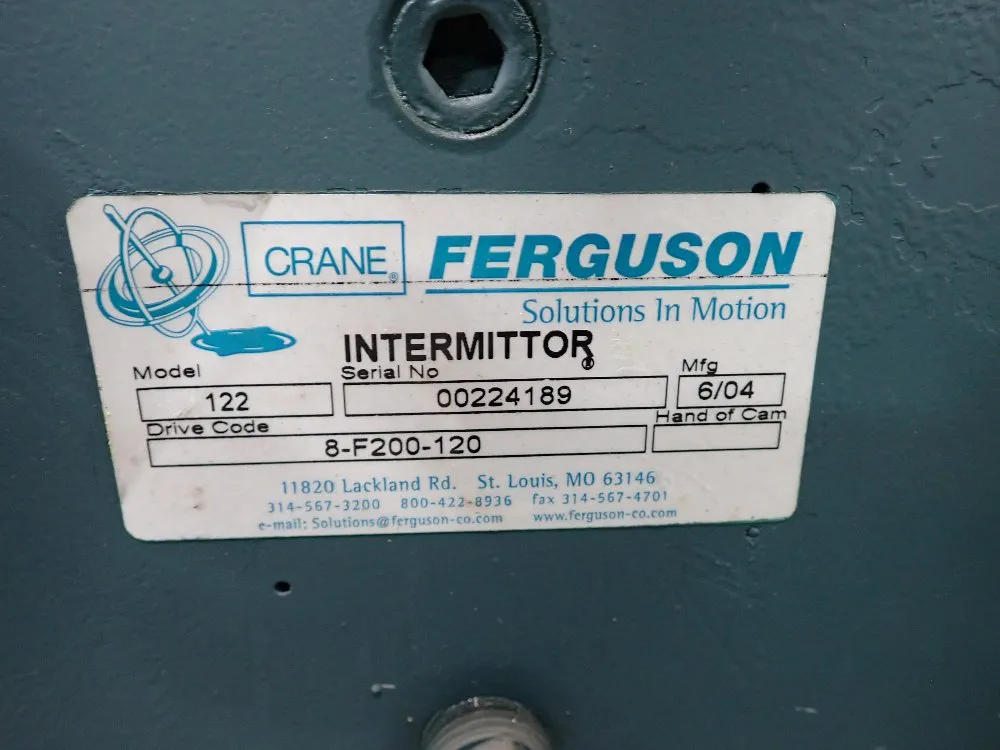 CRANE® FERGUSON
Solutions In Motion
INTERMITTOR®
Model Serial No Mfg
122 00224189 6/04
Drive Code Hand of Cam
8-F200-120
11820 Lackland Rd. St. Louis, MO 63146
314-567-3200 800-422-8936 fax 314-567-4701
e-mail: Solutions@ferguson-co.com www.ferguson-co.com